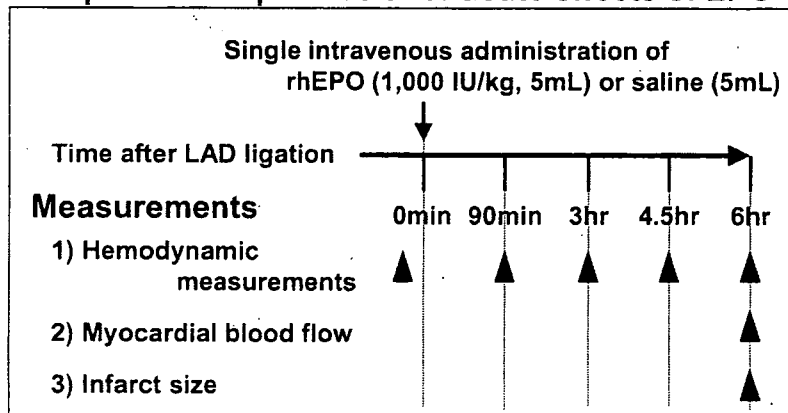 Single intravenous administration of
rhEPO (1,000 IU/kg, 5mL) or saline (5mL)
Time after LAD ligation
Measurements
0min 90min 3hr 4.5hr 6hr
1) Hemodynamic
measurements
2) Myocardial blood flow
3) Infarct size